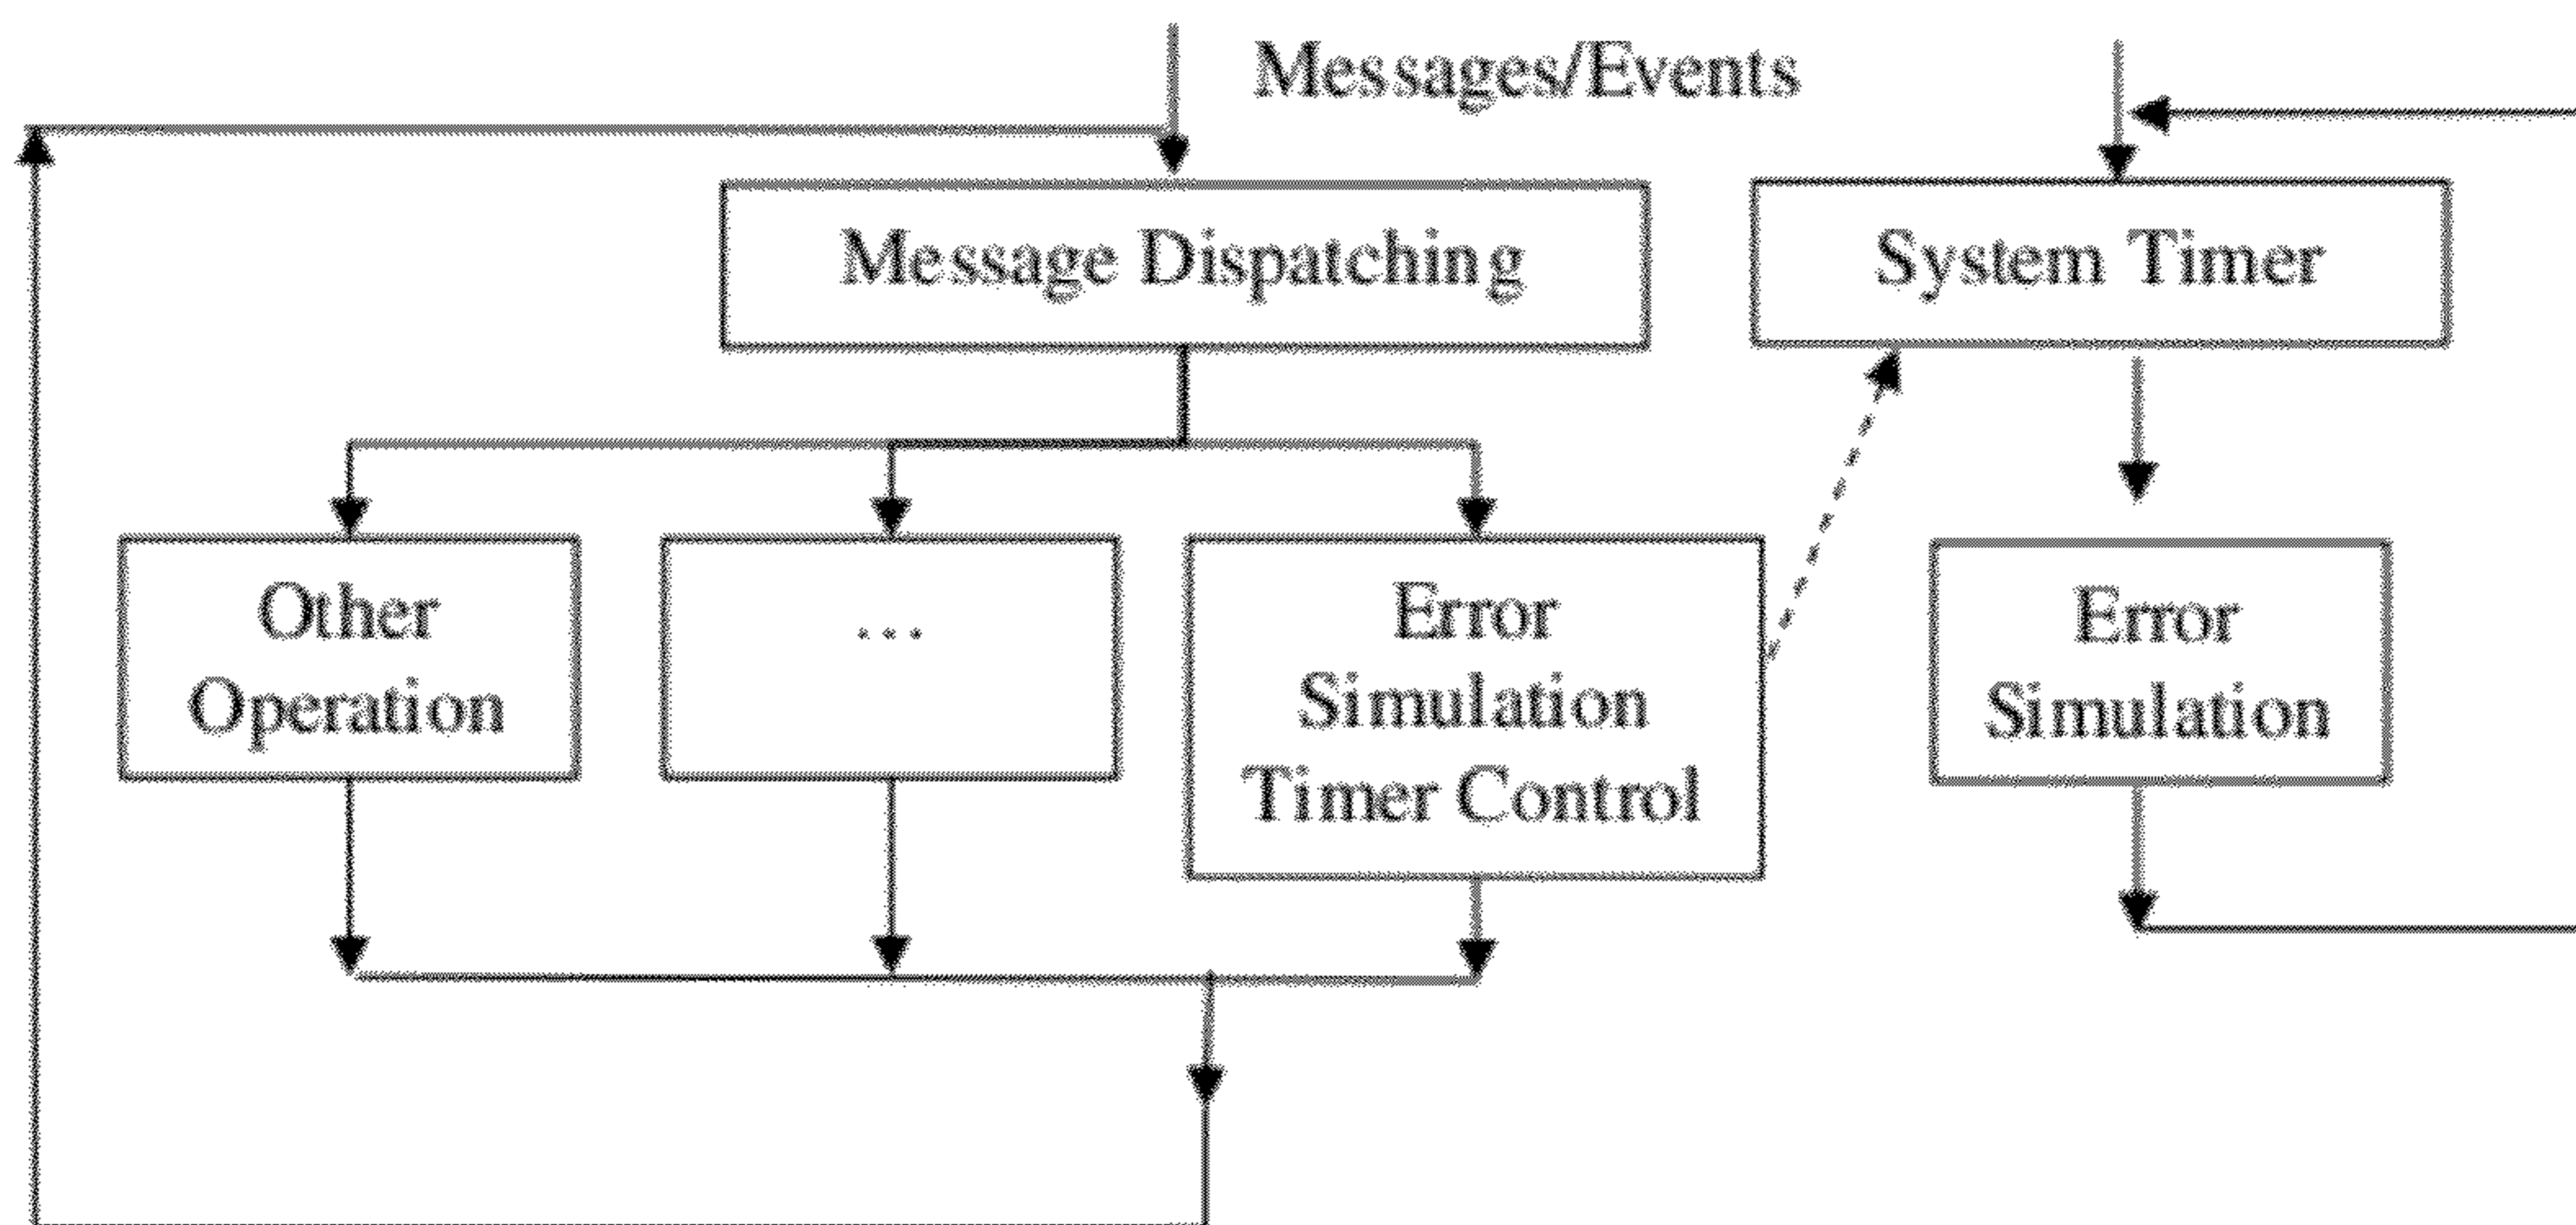 Messages/Events
Message Dispatching
System Timer
Other
Operation
...
Error
Simulation
Timer Control
Error
Simulation